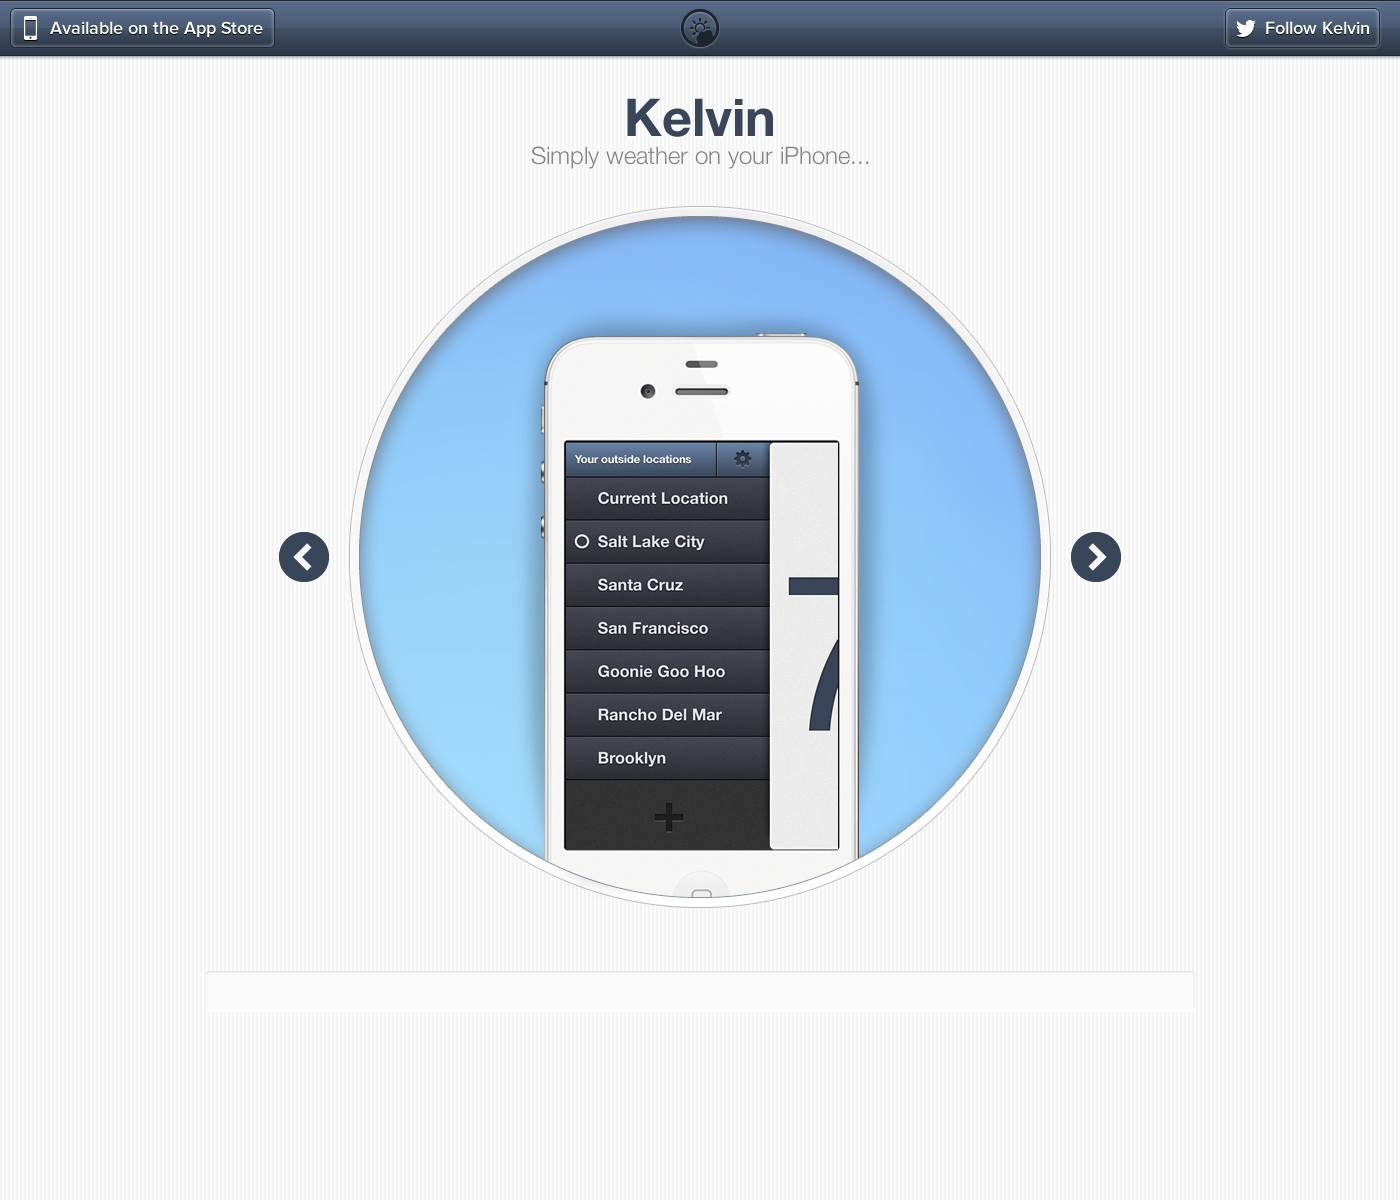 Available on the App Store
Follow Kelvin
Kelvin
Simply weather on your iPhone...
Your outside locations
Current Location
Salt Lake City
Santa Cruz
San Francisco
Goonie Goo Hoo
Rancho Del Mar
Brooklyn